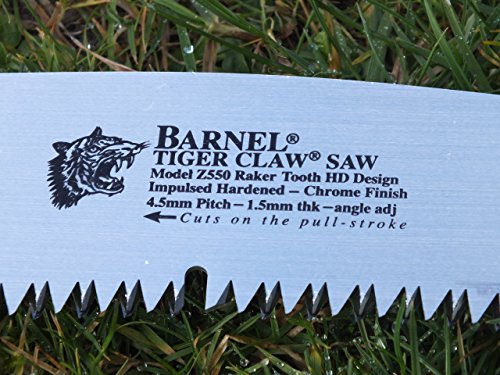 BARNEL®
TIGER CLAW® SAW
Model Z550 Raker Tooth HD Design
Impulsed Hardened – Chrome Finish
4.5mm Pitch – 1.5mm thk – angle adj
Cuts on the pull-stroke